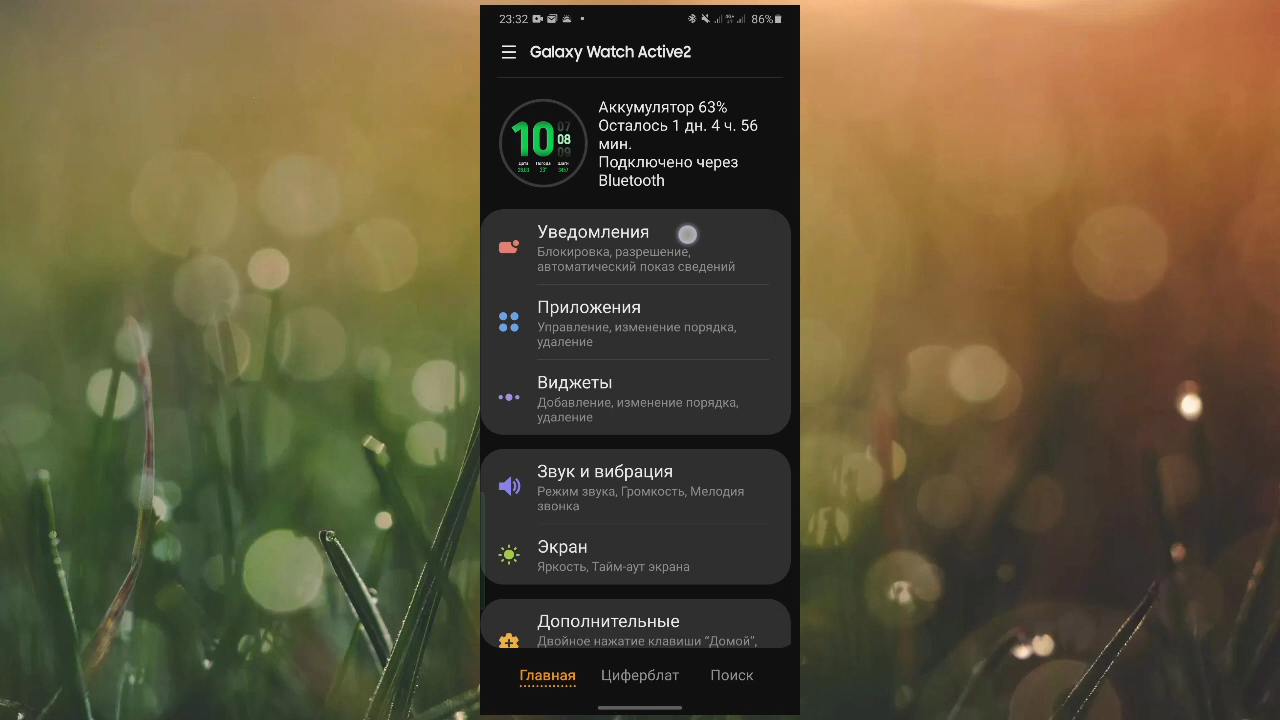 23:32
86%
Galaxy Watch Active2
10
07
08
09
Аккумулятор 63%
Осталось 1 дн. 4 ч. 56
мин.
Подключено через
Bluetooth
Уведомления
Блокировка, разрешение,
автоматический показ сведений
Приложения
Управление, изменение порядка,
удаление
Виджеты
Добавление, изменение порядка,
удаление
Звук и вибрация
Режим звука, Громкость, Мелодия
звонка
Экран
Яркость, Тайм-аут экрана
Дополнительные
Двойное нажатие клавиши “Домой”,
Главная
Циферблат
Поиск